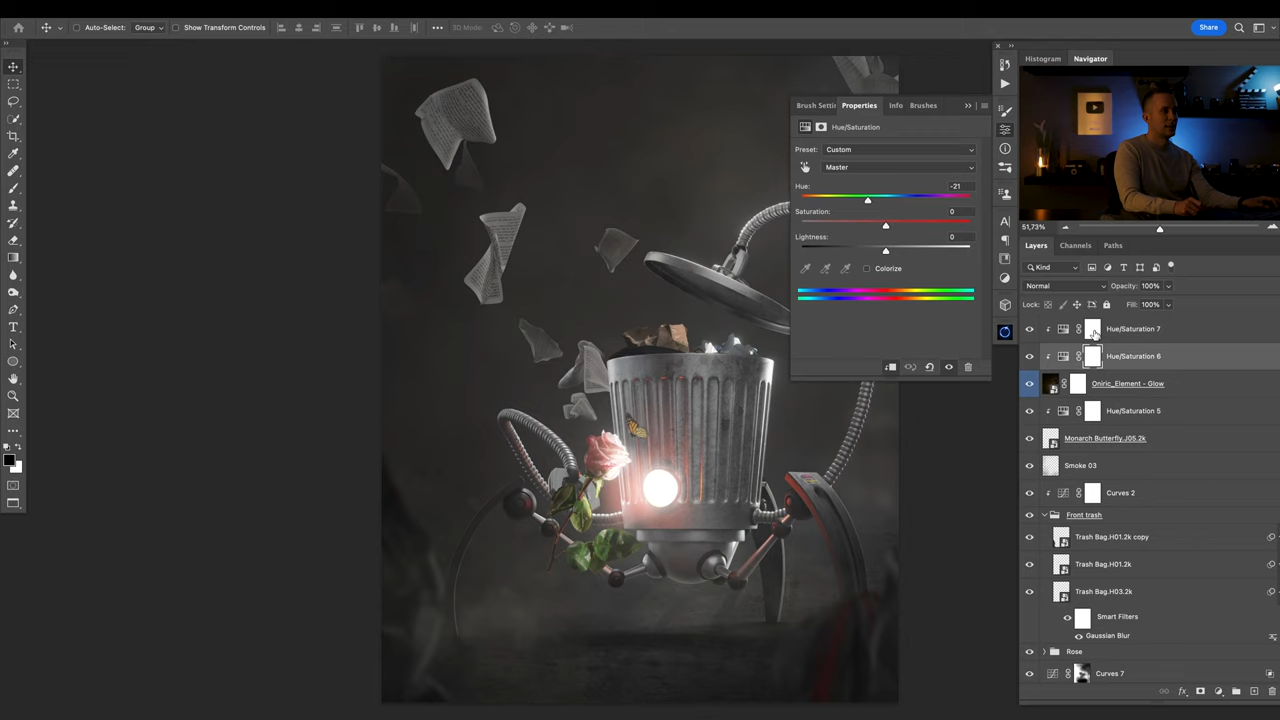 Auto-Select: Group Show Transform Controls 3D Mode: Share
Histogram Navigator
Brush Setti Properties Info Brushes
Hue/Saturation
Preset: Custom
Master
Hue: -21
Saturation: 0
Lightness: 0
Colorize
51,73%
Layers Channels Paths
Kind
Normal Opacity: 100%
Lock: Fill: 100%
Hue/Saturation 7
Hue/Saturation 6
Oniric_Element - Glow
Hue/Saturation 5
Monarch Butterfly.J05.2k
Smoke 03
Curves 2
Front trash
Trash Bag.H01.2k copy
Trash Bag.H01.2k
Trash Bag.H03.2k
Smart Filters
Gaussian Blur
Rose
Curves 7